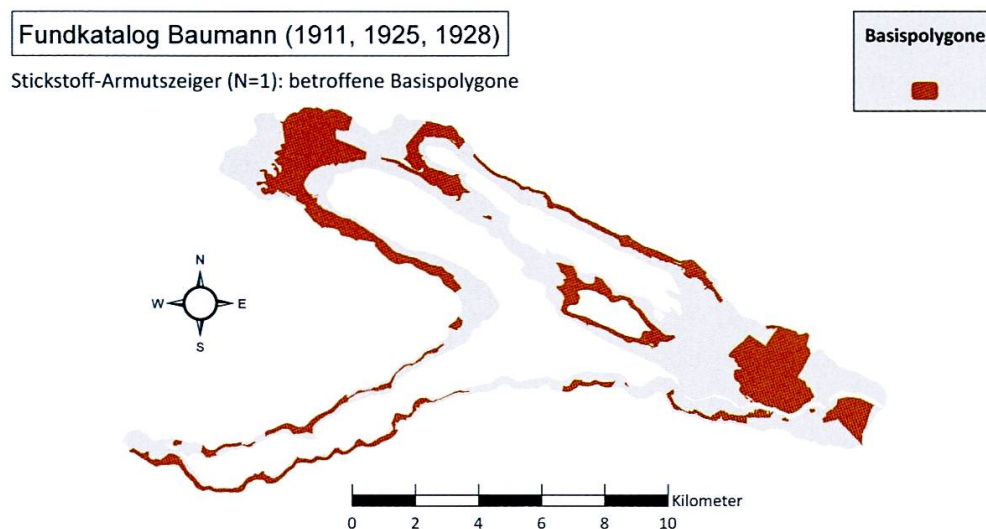 Fundkatalog Baumann (1911, 1925, 1928)
Stickstoff-Armutszeiger (N=1): betroffene Basispolygone
Basispolygone
N
W
E
S
Kilometer
0 2 4 6 8 10